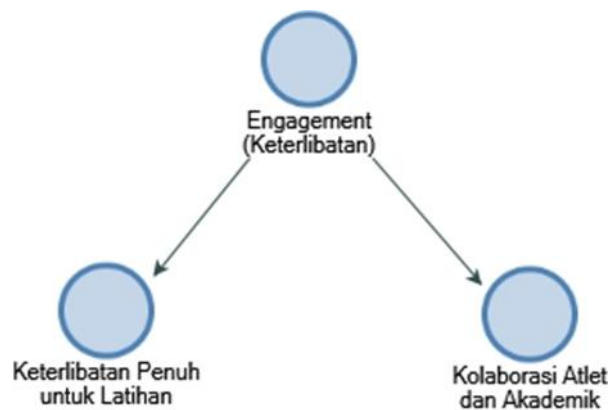 Engagement
(Keterlibatan)
Keterlibatan Penuh
untuk Latihan
Kolaborasi Atlet
dan Akademik